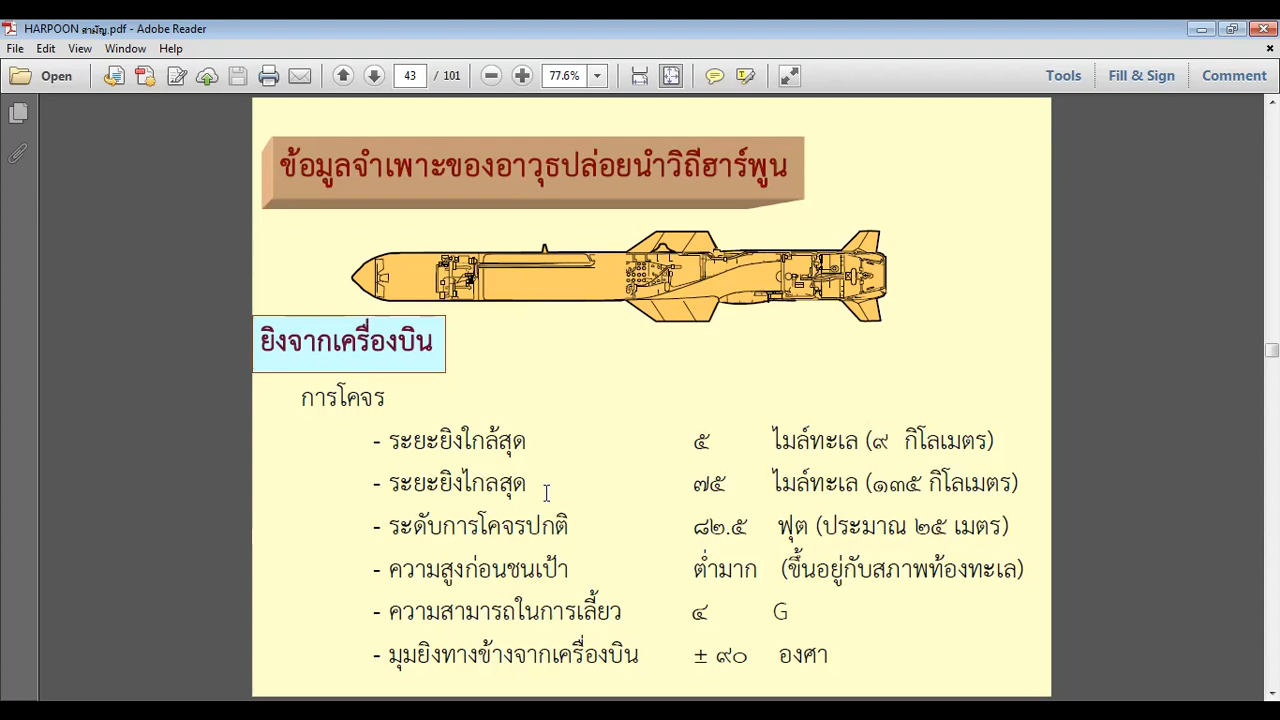 HARPOON สามัญ.pdf - Adobe Reader
File Edit View Window Help
Open 43 / 101 77.6% Tools Fill & Sign Comment
ข้อมูลจำเพาะของอาวุธปล่อยนำวิถีฮาร์พูน
ยิงจากเครื่องบิน
การโคจร
- ระยะยิงใกล้สุด ๕ ไมล์ทะเล (๙ กิโลเมตร)
- ระยะยิงไกลสุด ๗๕ ไมล์ทะเล (๑๓๕ กิโลเมตร)
- ระดับการโคจรปกติ ๘๒.๕ ฟุต (ประมาณ ๒๕ เมตร)
- ความสูงก่อนชนเป้า ต่ำมาก (ขึ้นอยู่กับสภาพท้องทะเล)
- ความสามารถในการเลี้ยว ๔ G
- มุมยิงทางข้างจากเครื่องบิน ± ๙๐ องศา